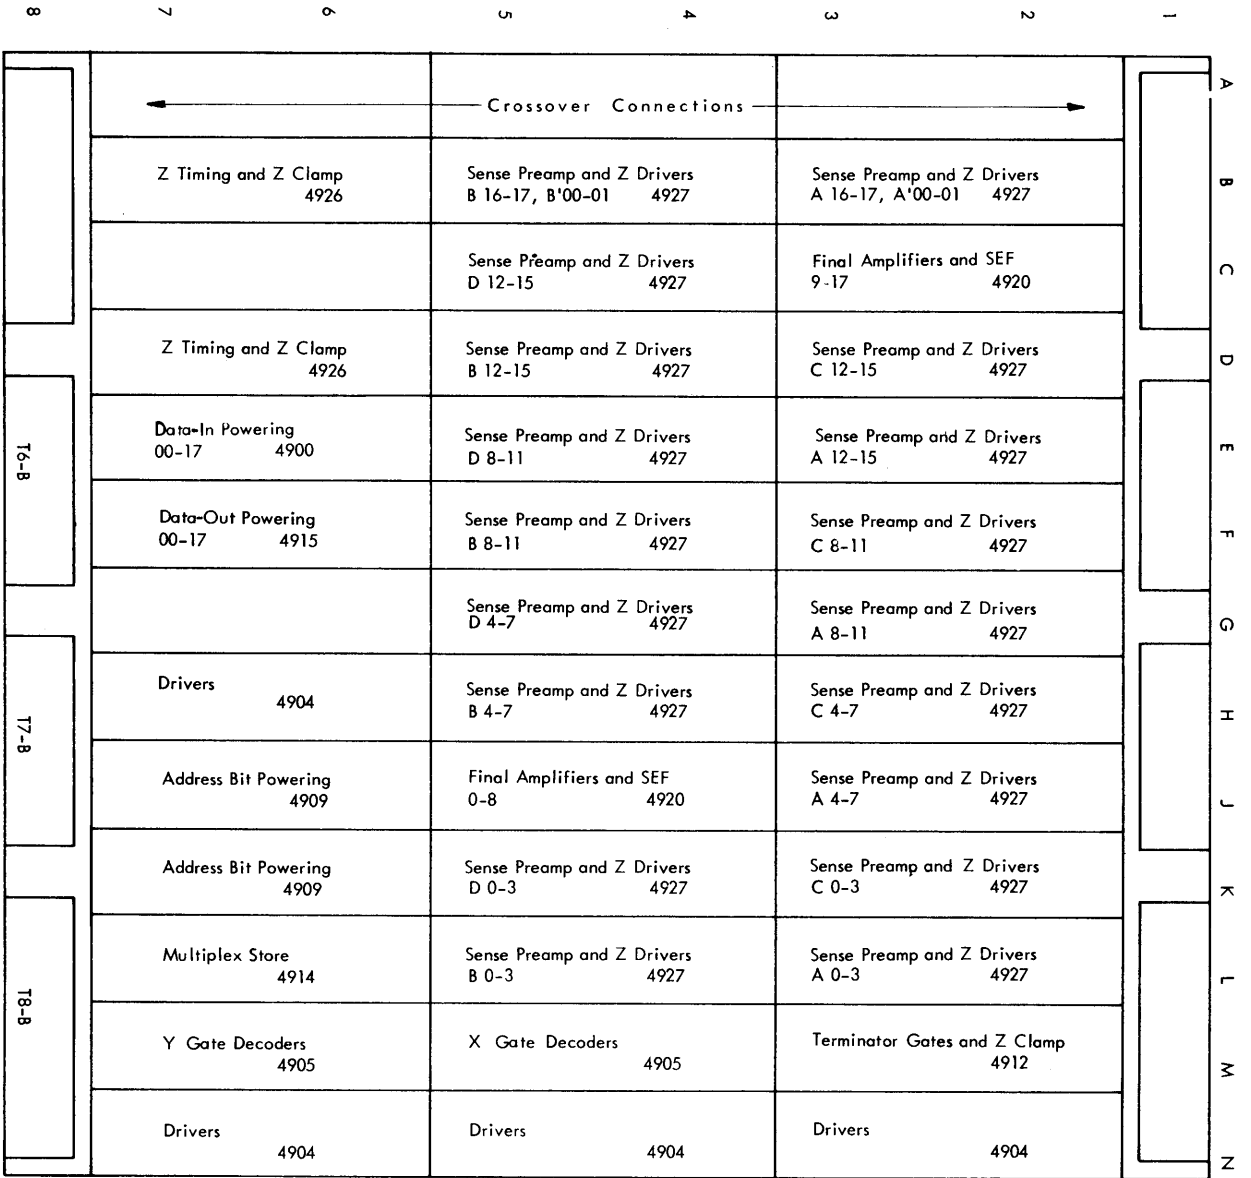 8 7 6 5 4 3 2 1
A
Crossover Connections
B
Z Timing and Z Clamp
4926
Sense Preamp and Z Drivers
B 16-17, B'00-01 4927
Sense Preamp and Z Drivers
A 16-17, A'00-01 4927
C
Sense Preamp and Z Drivers
D 12-15 4927
Final Amplifiers and SEF
9-17 4920
D
Z Timing and Z Clamp
4926
Sense Preamp and Z Drivers
B 12-15 4927
Sense Preamp and Z Drivers
C 12-15 4927
E
T6-B
Data-In Powering
00-17 4900
Sense Preamp and Z Drivers
D 8-11 4927
Sense Preamp and Z Drivers
A 12-15 4927
F
Data-Out Powering
00-17 4915
Sense Preamp and Z Drivers
B 8-11 4927
Sense Preamp and Z Drivers
C 8-11 4927
G
Sense Preamp and Z Drivers
D 4-7 4927
Sense Preamp and Z Drivers
A 8-11 4927
H
T7-B
Drivers
4904
Sense Preamp and Z Drivers
B 4-7 4927
Sense Preamp and Z Drivers
C 4-7 4927
J
Address Bit Powering
4909
Final Amplifiers and SEF
0-8 4920
Sense Preamp and Z Drivers
A 4-7 4927
K
Address Bit Powering
4909
Sense Preamp and Z Drivers
D 0-3 4927
Sense Preamp and Z Drivers
C 0-3 4927
L
T8-B
Multiplex Store
4914
Sense Preamp and Z Drivers
B 0-3 4927
Sense Preamp and Z Drivers
A 0-3 4927
M
Y Gate Decoders
4905
X Gate Decoders
4905
Terminator Gates and Z Clamp
4912
N
Drivers
4904
Drivers
4904
Drivers
4904